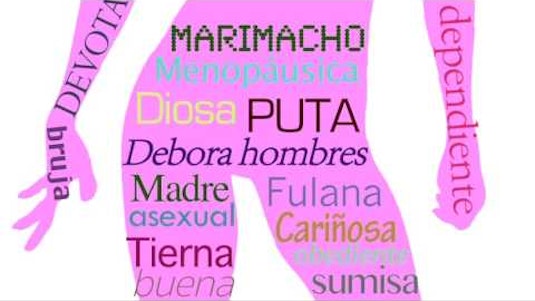 DEVOTA
bruja
MARIMACHO
Menopáusica
Diosa PUTA
Debora hombres
Madre Fulana
asexual Cariñosa
Tierna obediente
buena sumisa
dependiente